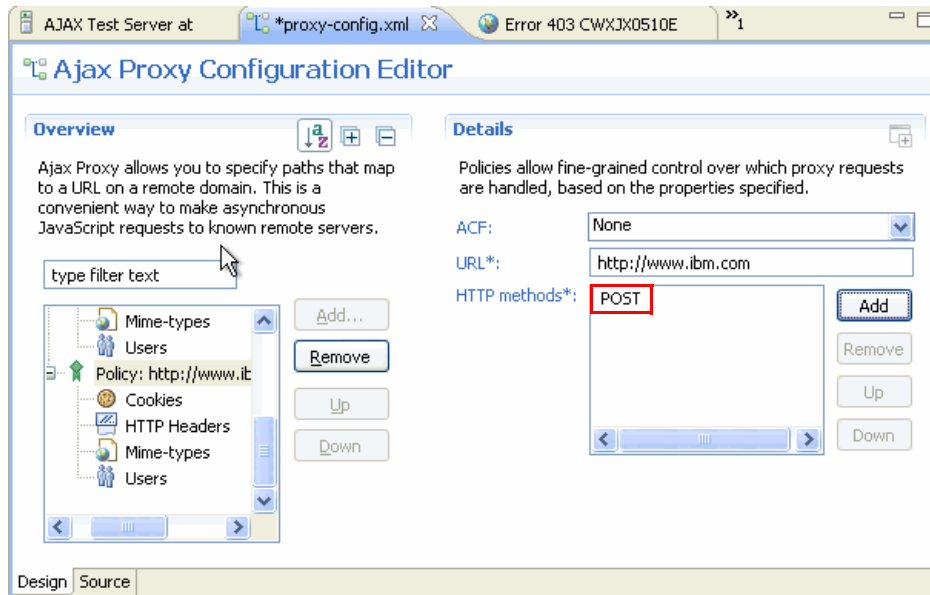 AJAX Test Server at
*proxy-config.xml
Error 403 CWXJX0510E
»1
Ajax Proxy Configuration Editor
Overview
Ajax Proxy allows you to specify paths that map
to a URL on a remote domain. This is a
convenient way to make asynchronous
JavaScript requests to known remote servers.
type filter text
Mime-types
Users
Policy: http://www.ib
Cookies
HTTP Headers
Mime-types
Users
Add...
Remove
Up
Down
Details
Policies allow fine-grained control over which proxy requests
are handled, based on the properties specified.
ACF:
None
URL*:
http://www.ibm.com
HTTP methods*:
POST
Add
Remove
Up
Down
Design
Source